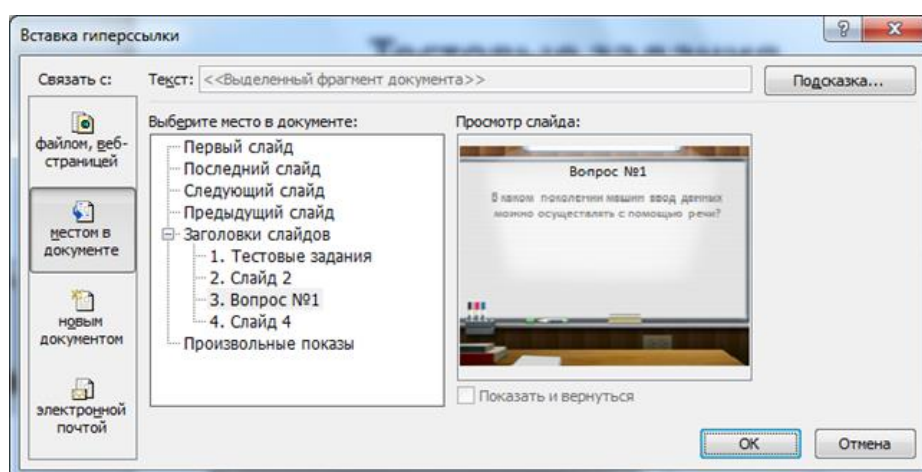 Вставка гиперссылки
Связать с:
Текст: <<Выделенный фрагмент документа>>
Подсказка...
файлом, веб-
страницей
местом в
документе
новым
документом
электронной
почтой
Выберите место в документе:
Первый слайд
Последний слайд
Следующий слайд
Предыдущий слайд
Заголовки слайдов
1. Тестовые задания
2. Слайд 2
3. Вопрос №1
4. Слайд 4
Произвольные показы
Просмотр слайда:
Вопрос №1
В каком поколении машин ввод данных
можно осуществлять с помощью речи?
Показать и вернуться
ОК
Отмена